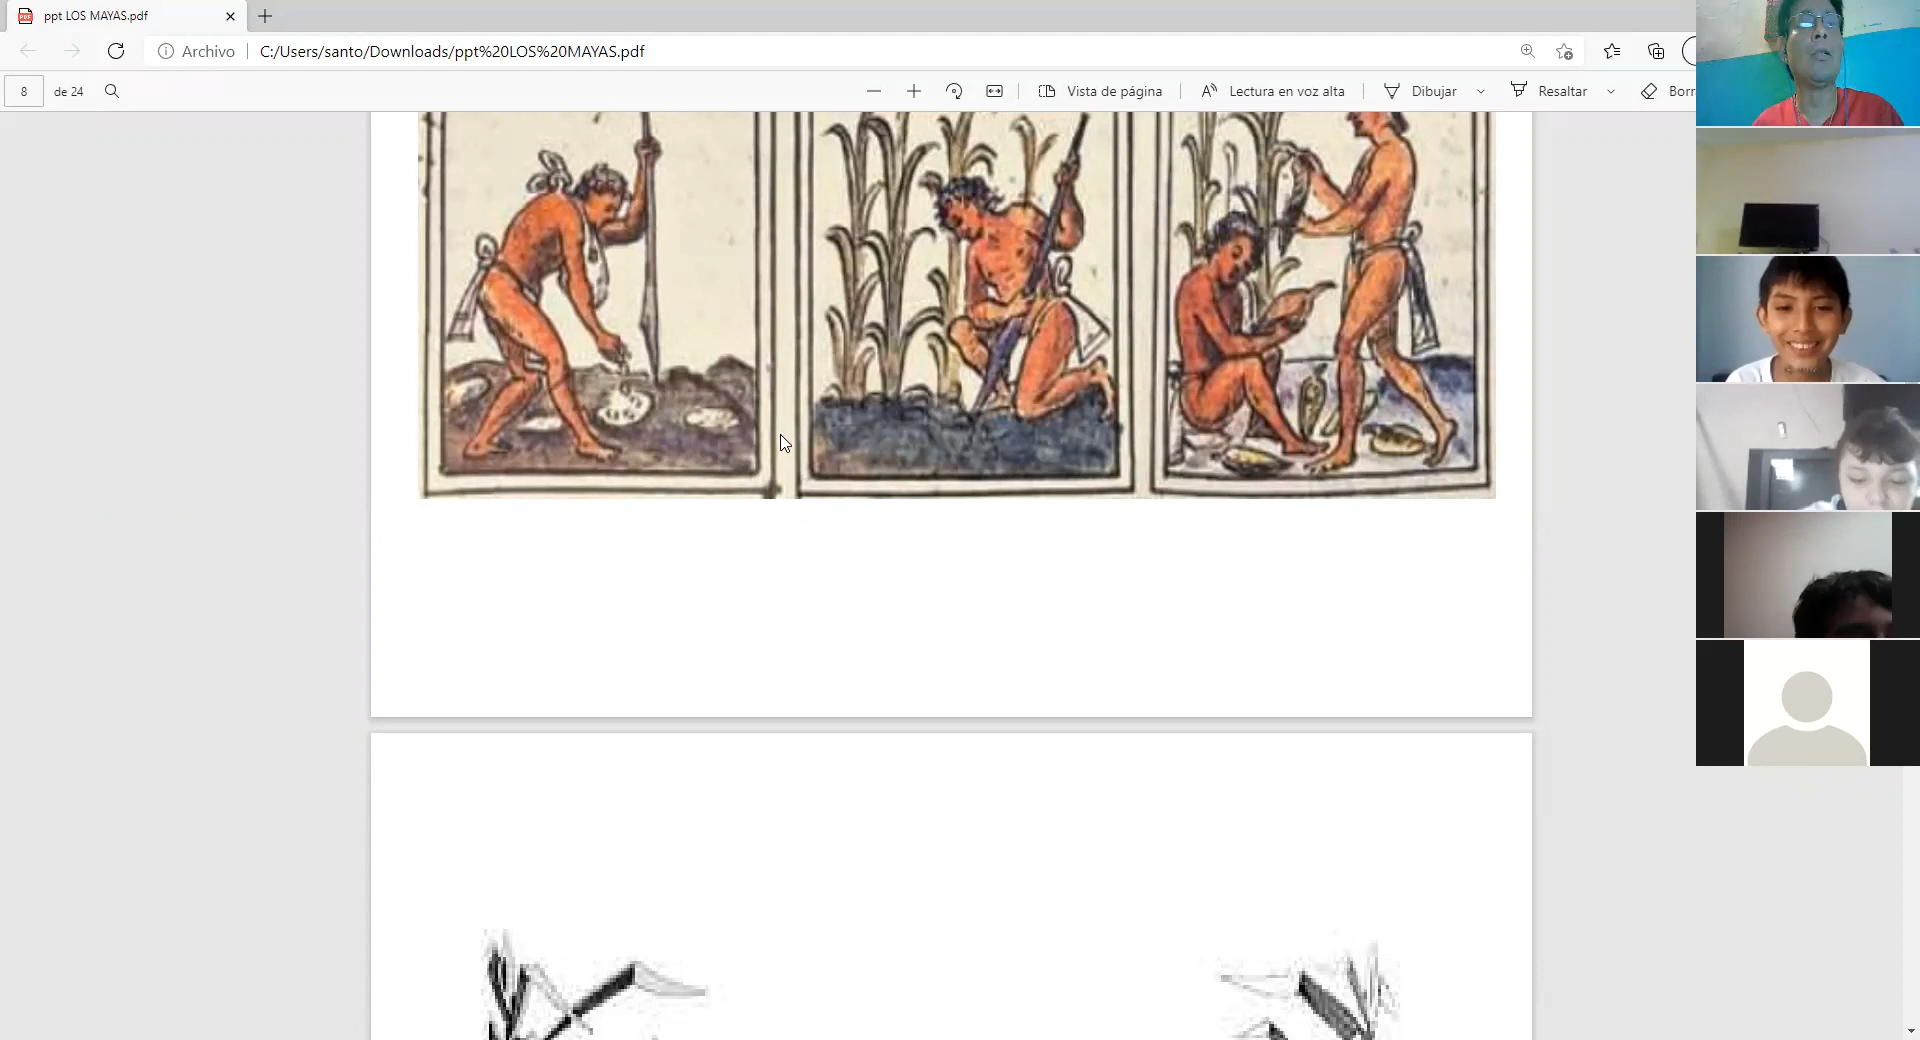 ppt LOS MAYAS.pdf
Archivo C:/Users/santo/Downloads/ppt%20LOS%20MAYAS.pdf
8 de 24 Vista de página Lectura en voz alta Dibujar Resaltar Borr